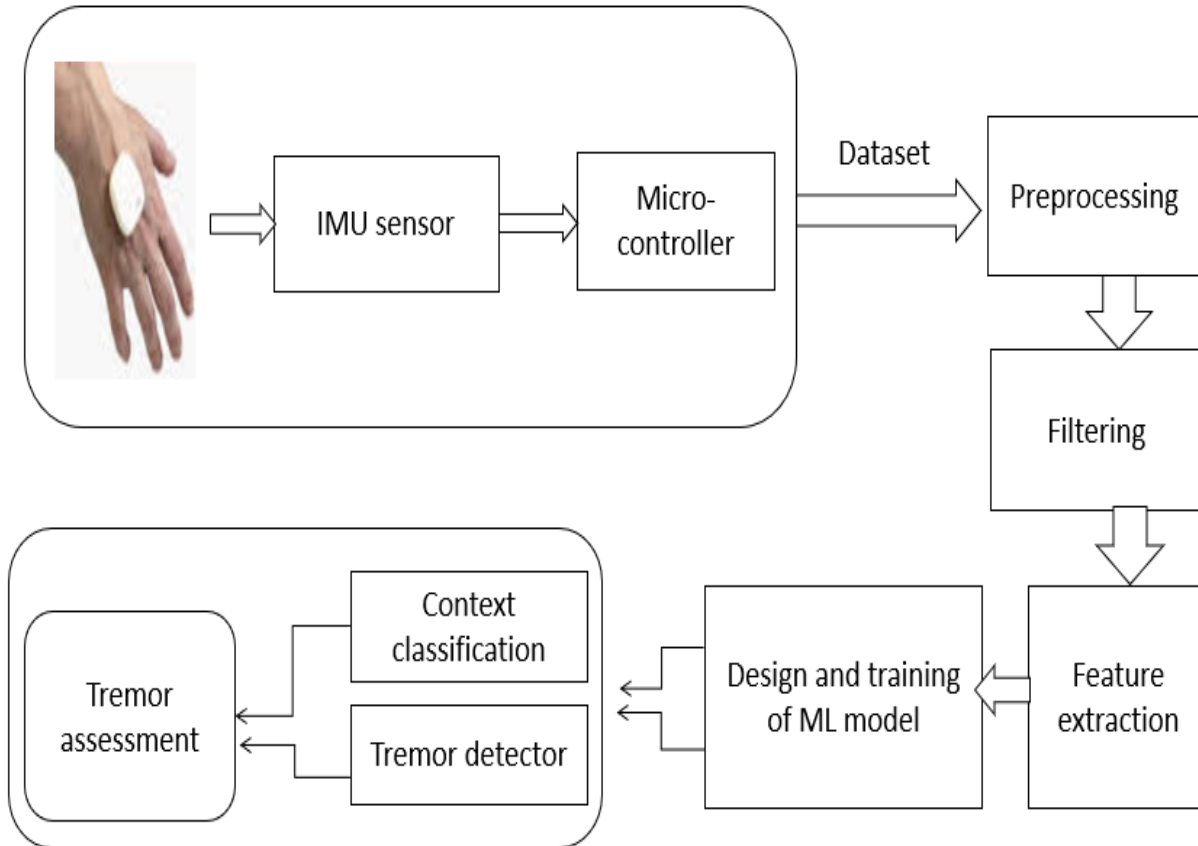 IMU sensor
Micro-
controller
Dataset
Preprocessing
Filtering
Feature
extraction
Design and training
of ML model
Context
classification
Tremor detector
Tremor
assessment